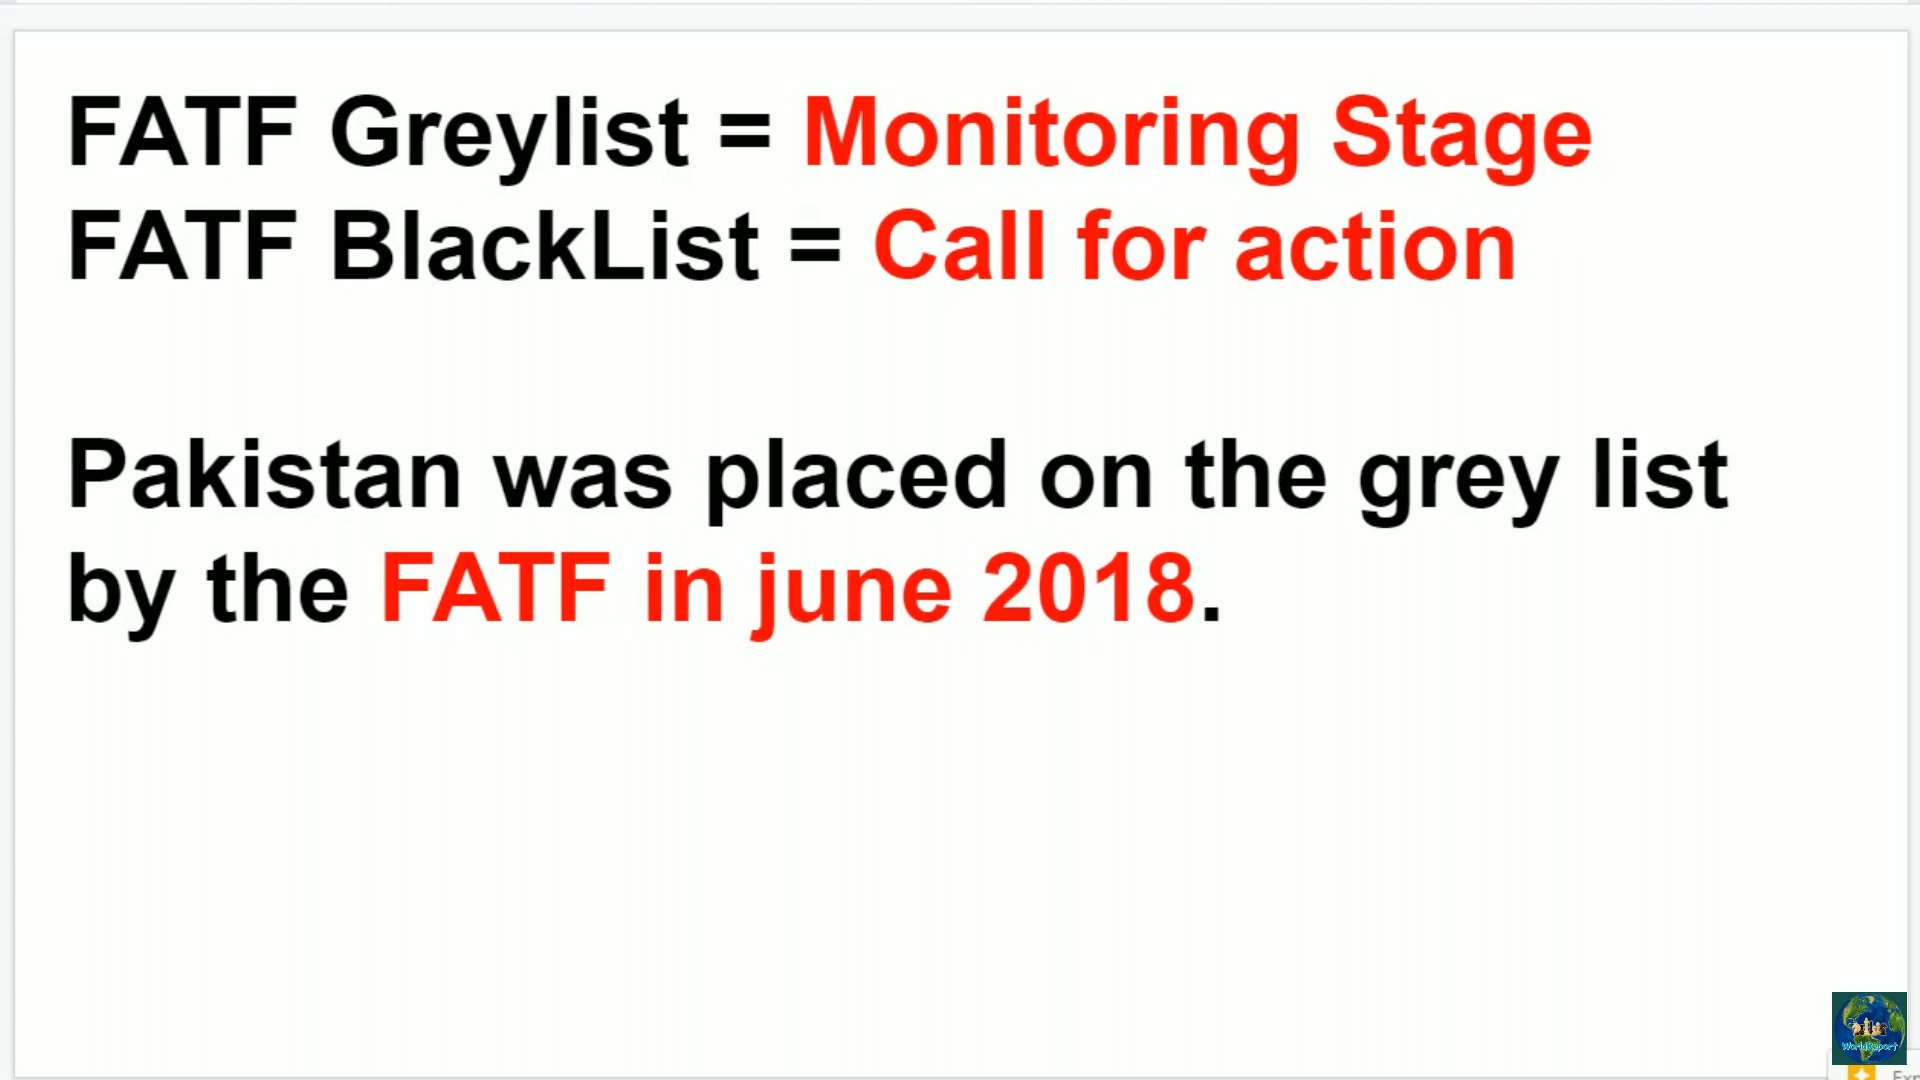 FATF Greylist = Monitoring Stage
FATF BlackList = Call for action
Pakistan was placed on the grey list
by the FATF in june 2018.
WorldReport